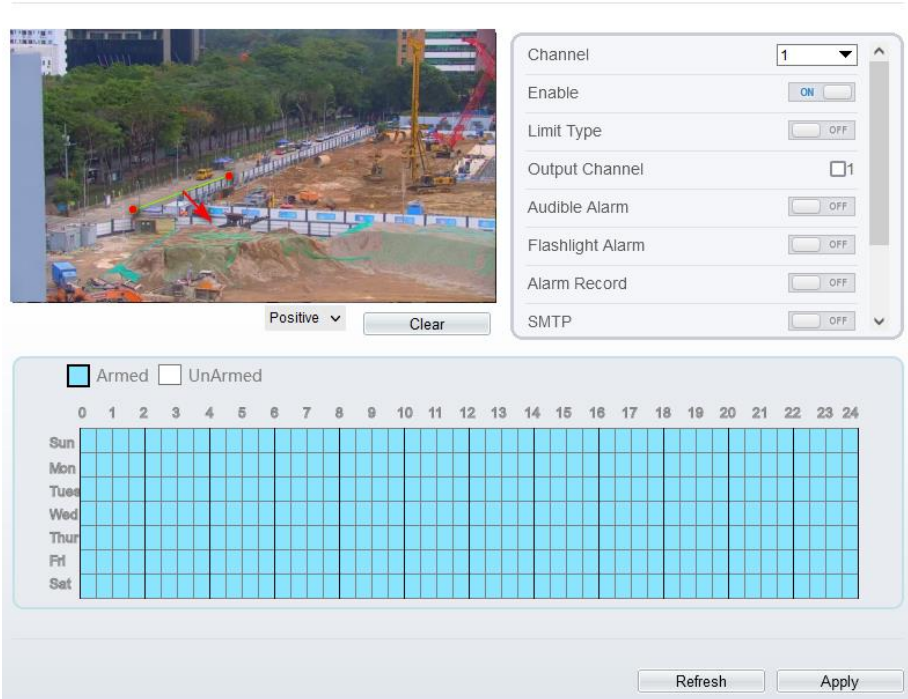 Channel 1
Enable ON
Limit Type OFF
Output Channel 1
Audible Alarm OFF
Flashlight Alarm OFF
Alarm Record OFF
SMTP OFF
Positive Clear
Armed UnArmed
0 1 2 3 4 5 6 7 8 9 10 11 12 13 14 15 16 17 18 19 20 21 22 23 24
Sun
Mon
Tues
Wed
Thur
Fri
Sat
Refresh Apply